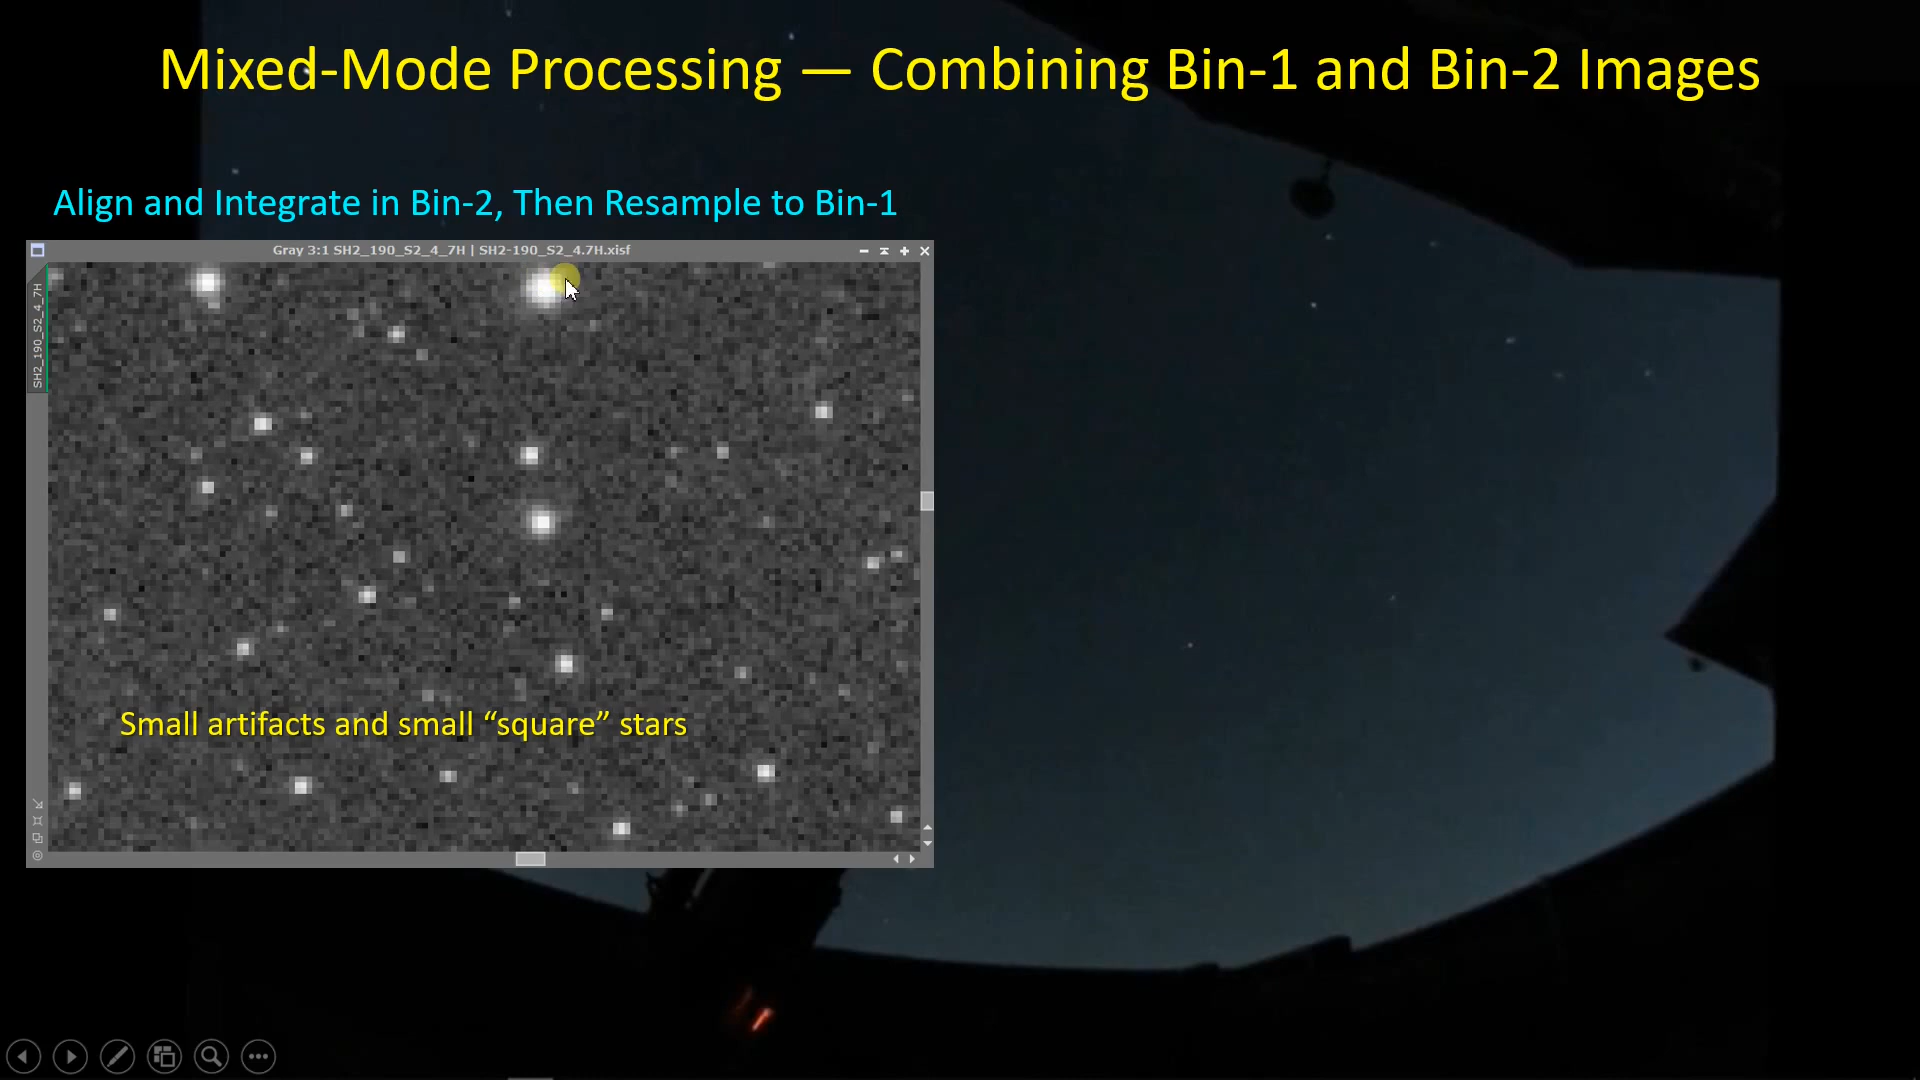 Mixed-Mode Processing — Combining Bin-1 and Bin-2 Images
Align and Integrate in Bin-2, Then Resample to Bin-1
Gray 3:1 SH2_190_S2_4_7H | SH2-190_S2_4.7H.xisf
SH2_190_S2_4_7H
Small artifacts and small “square” stars